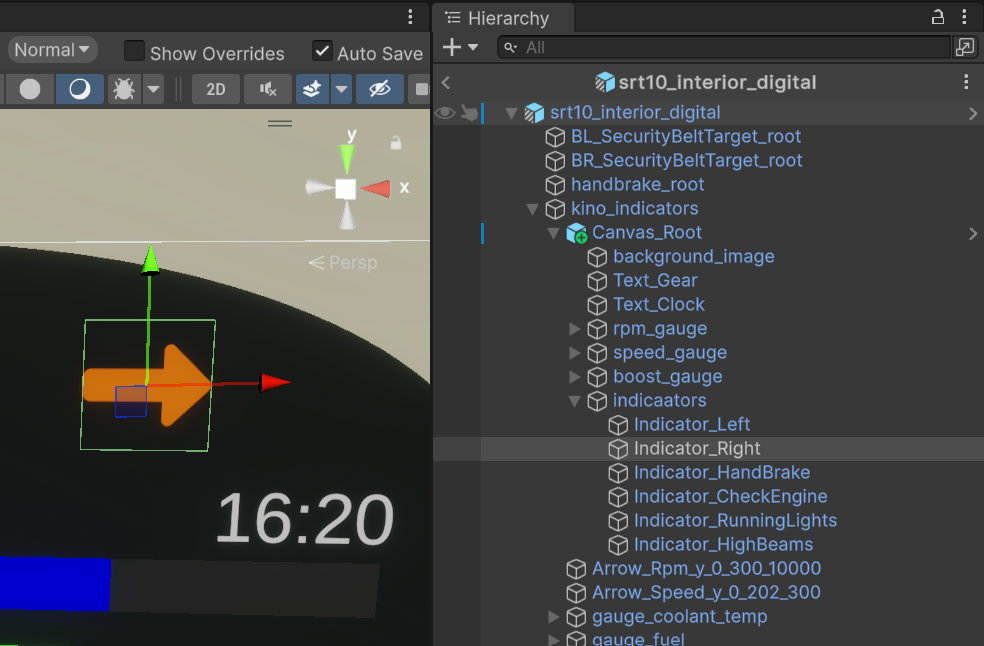 Hierarchy
Normal
Show Overrides
Auto Save
All
2D
srt10_interior_digital
srt10_interior_digital
BL_SecurityBeltTarget_root
BR_SecurityBeltTarget_root
handbrake_root
kino_indicators
Canvas_Root
background_image
Text_Gear
Text_Clock
rpm_gauge
speed_gauge
boost_gauge
indicaators
Indicator_Left
Indicator_Right
Indicator_HandBrake
Indicator_CheckEngine
Indicator_RunningLights
Indicator_HighBeams
Arrow_Rpm_y_0_300_10000
Arrow_Speed_y_0_202_300
gauge_coolant_temp
gauge_fuel
y
x
Persp
16:20